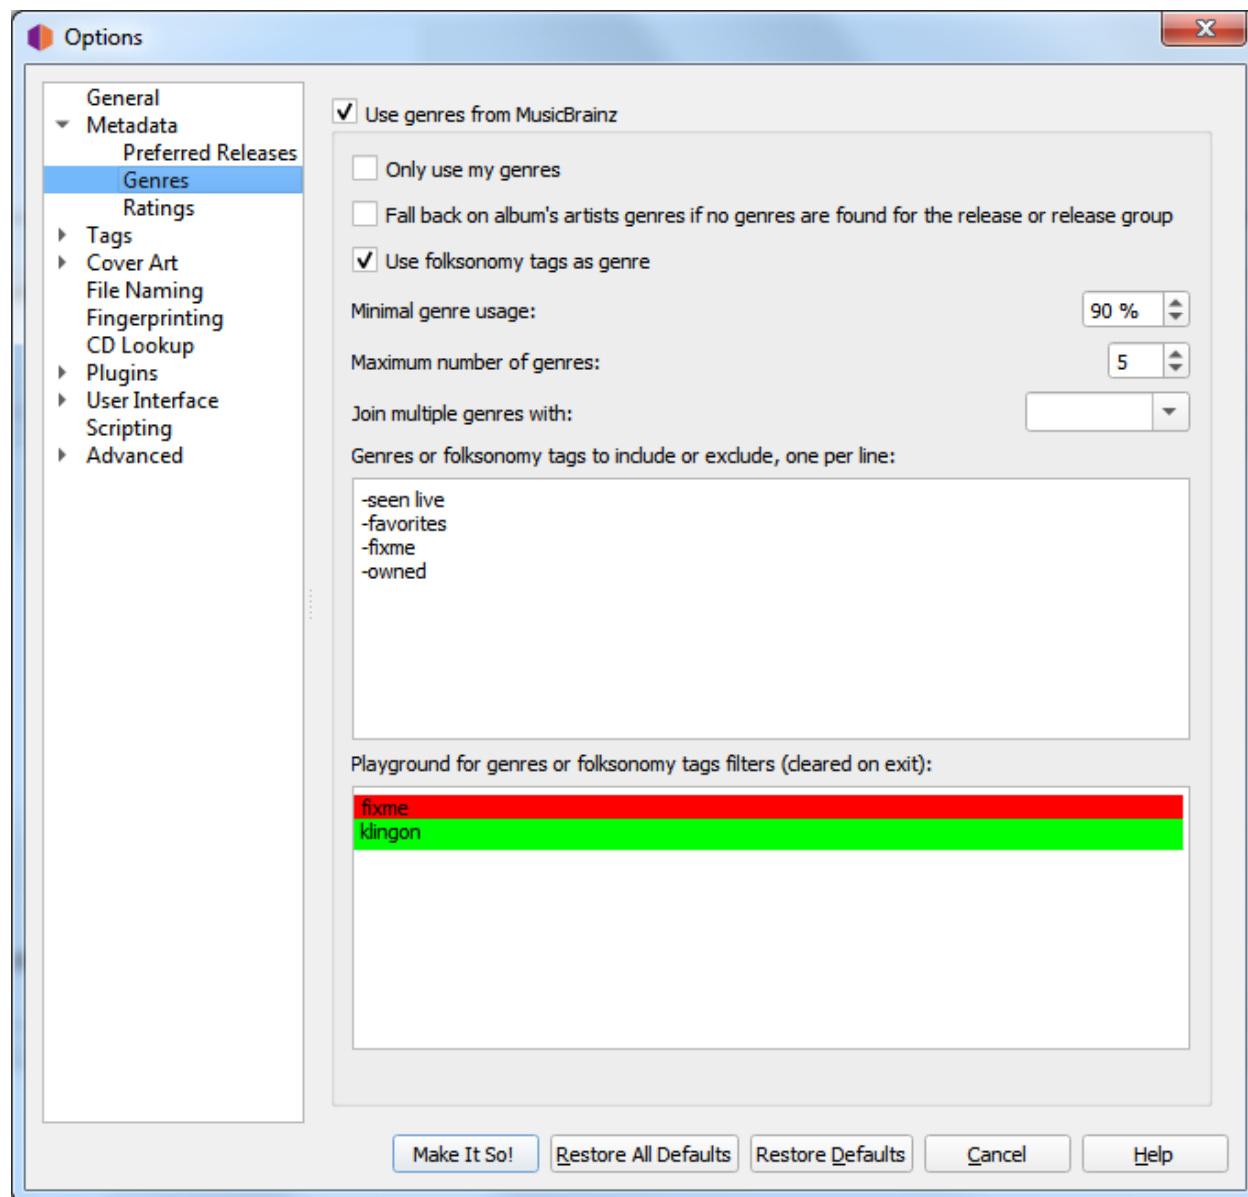 Options
General
Metadata
Preferred Releases
Genres
Ratings
Tags
Cover Art
File Naming
Fingerprinting
CD Lookup
Plugins
User Interface
Scripting
Advanced
Use genres from MusicBrainz
Only use my genres
Fall back on album's artists genres if no genres are found for the release or release group
Use folksonomy tags as genre
Minimal genre usage: 90 %
Maximum number of genres: 5
Join multiple genres with:
Genres or folksonomy tags to include or exclude, one per line:
-seen live
-favorites
-fixme
-owned
Playground for genres or folksonomy tags filters (cleared on exit):
fixme
klingon
Make It So! Restore All Defaults Restore Defaults Cancel Help